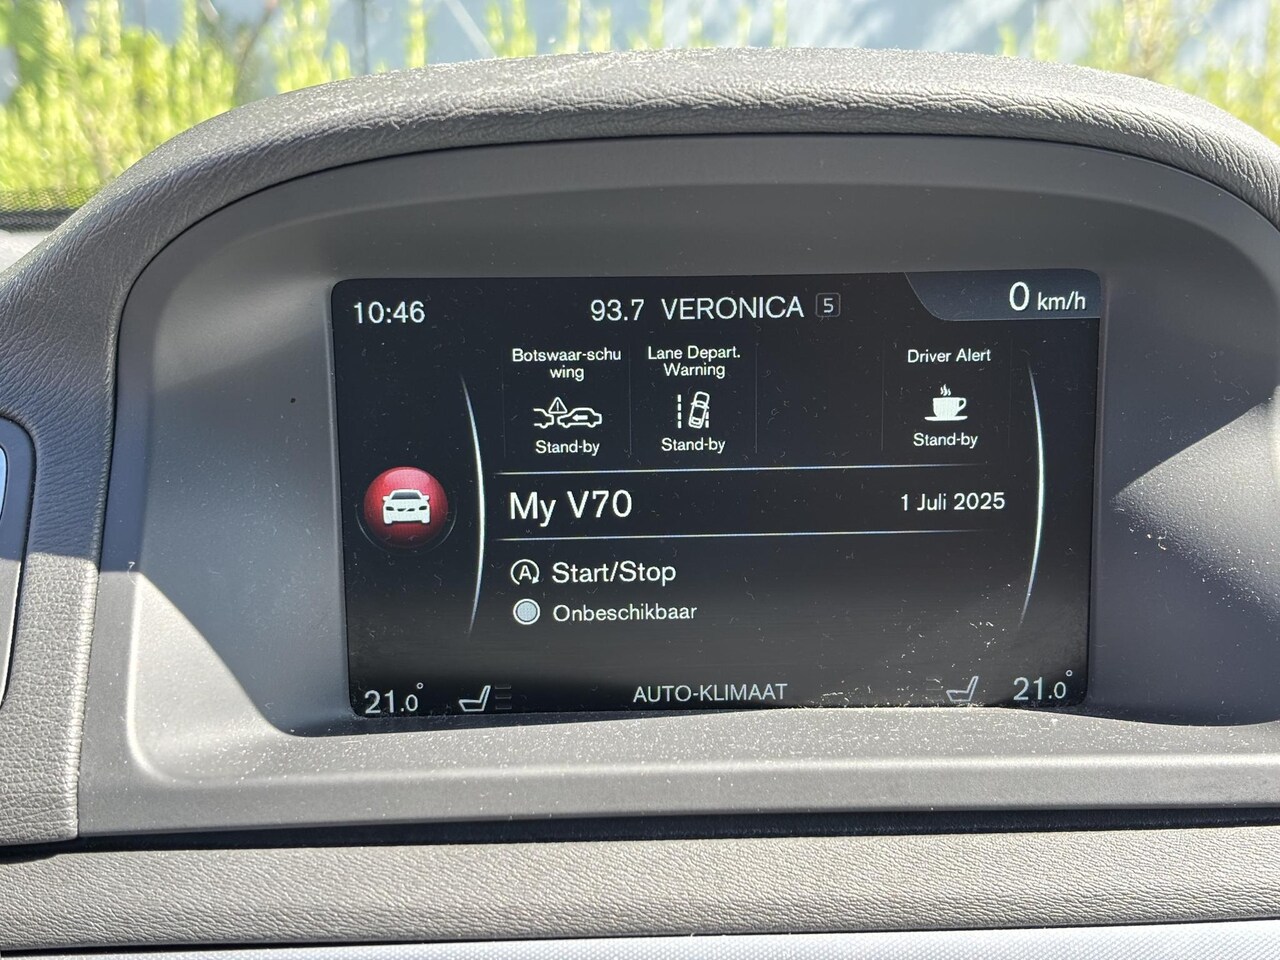 10:46
93.7 VERONICA 5
0 km/h
Botswaar-schu
wing
Stand-by
Lane Depart.
Warning
Stand-by
Driver Alert
Stand-by
My V70
1 Juli 2025
A Start/Stop
Onbeschikbaar
21.0°
AUTO-KLIMAAT
21.0°